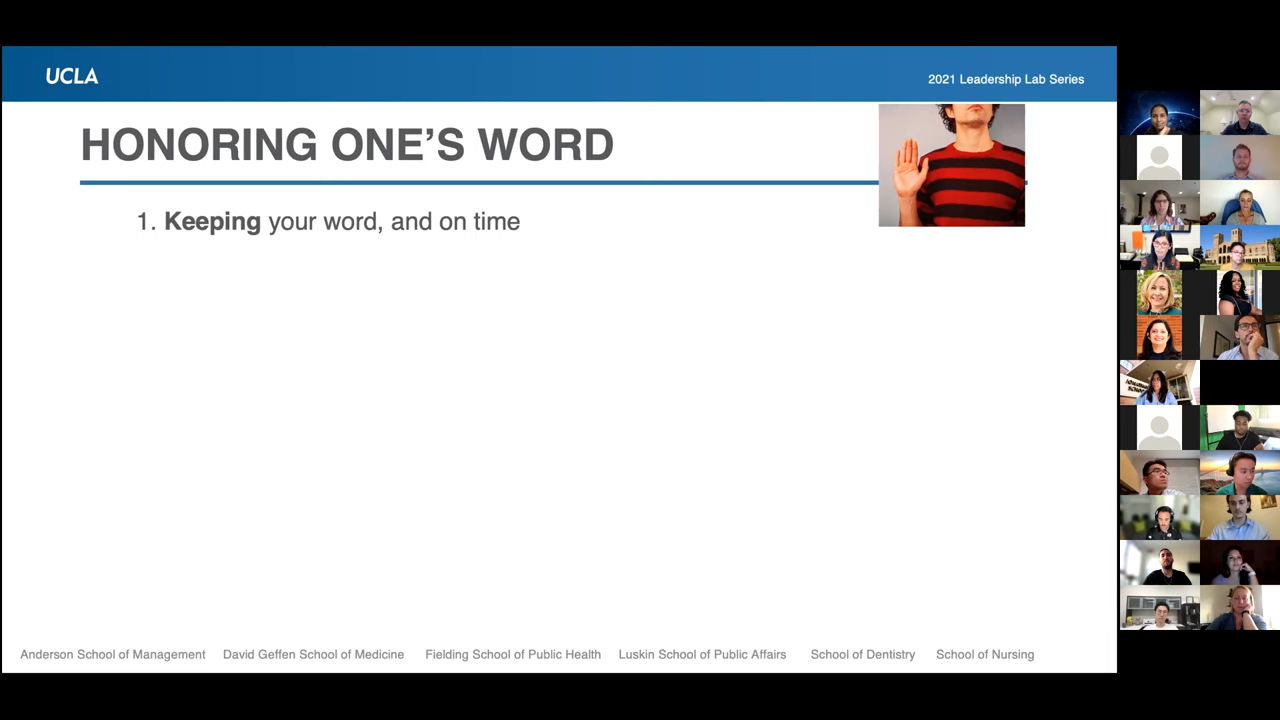 UCLA
2021 Leadership Lab Series
HONORING ONE'S WORD
1. Keeping your word, and on time
Anderson School of Management David Geffen School of Medicine Fielding School of Public Health Luskin School of Public Affairs School of Dentistry School of Nursing